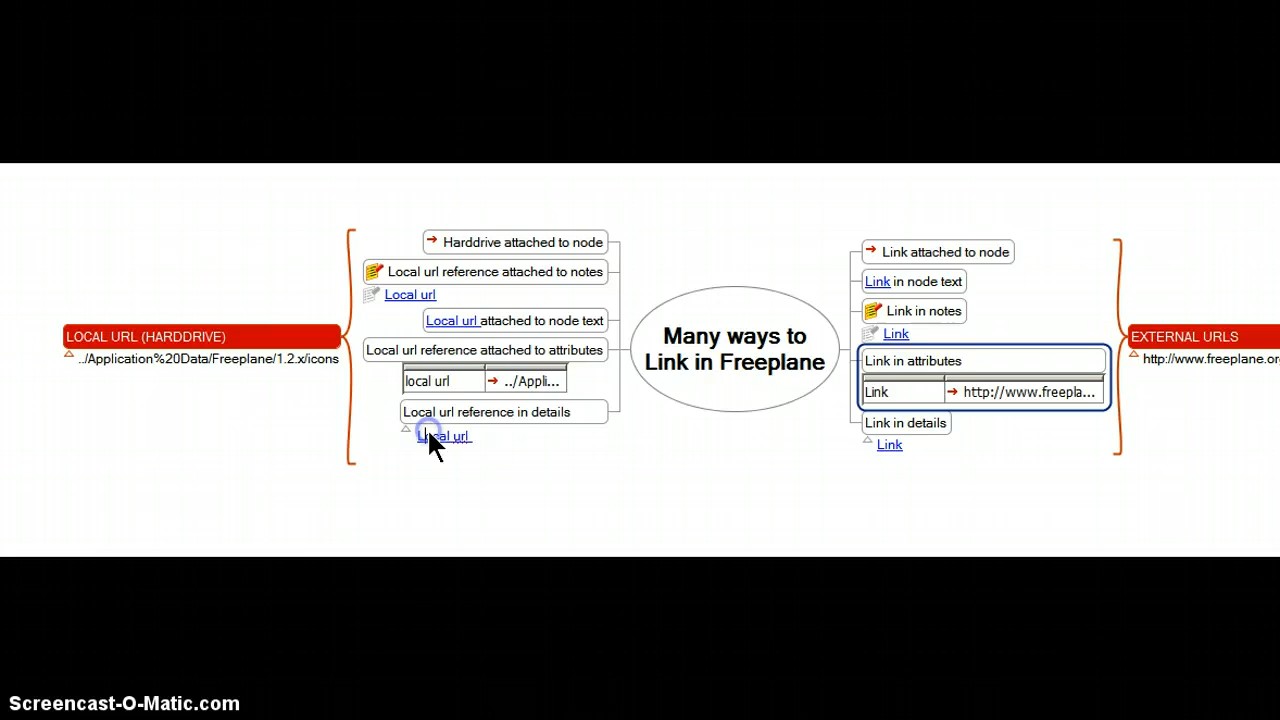 Harddrive attached to node
Local url reference attached to notes
Local url
Local url attached to node text
LOCAL URL (HARDDRIVE)
../Application%20Data/Freeplane/1.2.x/icons
Local url reference attached to attributes
local url ../Appli...
Local url reference in details
Local url
Many ways to
Link in Freeplane
Link attached to node
Link in node text
Link in notes
Link
Link in attributes
Link http://www.freepla...
Link in details
Link
EXTERNAL URLS
http://www.freeplane.or
Screencast-O-Matic.com